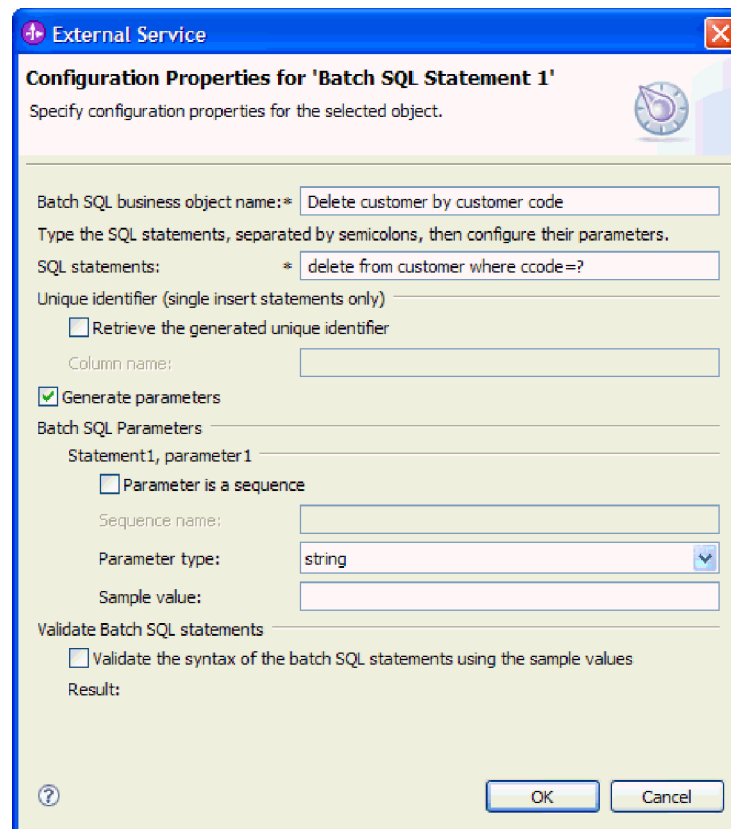 External Service
Configuration Properties for 'Batch SQL Statement 1'
Specify configuration properties for the selected object.
Batch SQL business object name:* Delete customer by customer code
Type the SQL statements, separated by semicolons, then configure their parameters.
SQL statements: * delete from customer where ccode=?
Unique identifier (single insert statements only)
Retrieve the generated unique identifier
Column name:
Generate parameters
Batch SQL Parameters
Statement1, parameter1
Parameter is a sequence
Sequence name:
Parameter type: string
Sample value:
Validate Batch SQL statements
Validate the syntax of the batch SQL statements using the sample values
Result:
? OK Cancel